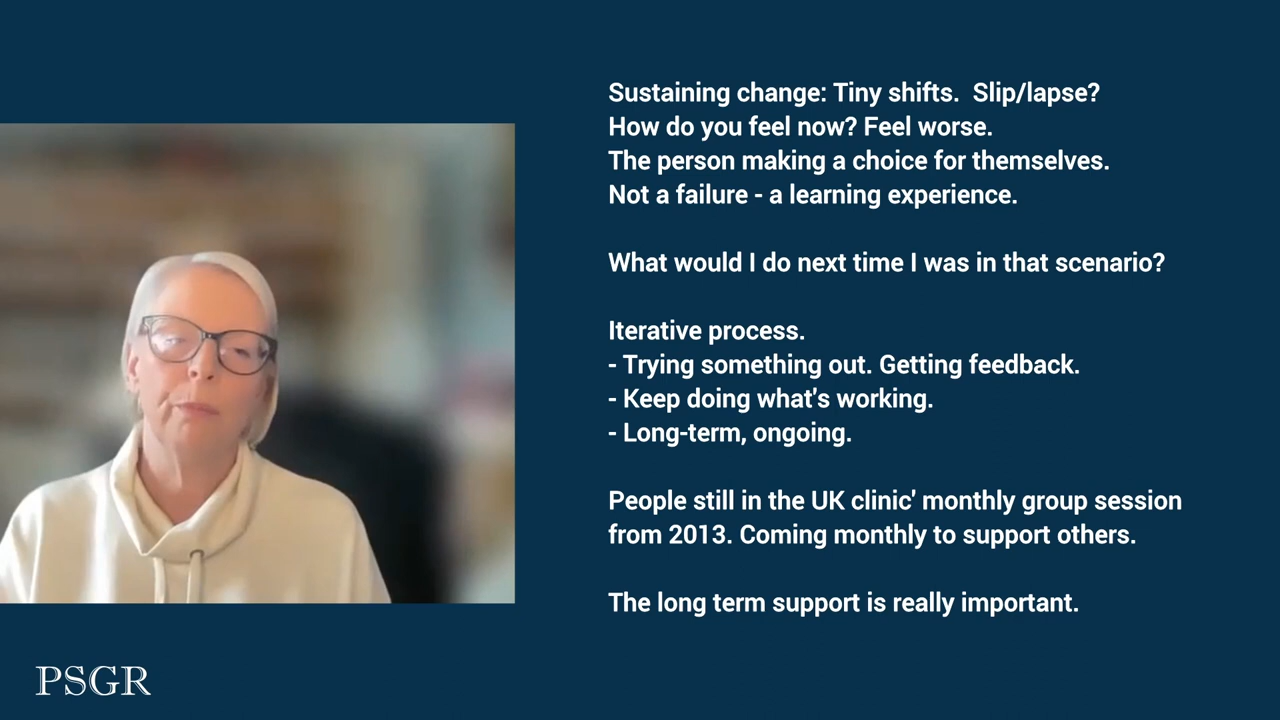 Sustaining change: Tiny shifts.  Slip/lapse?
How do you feel now? Feel worse.
The person making a choice for themselves.
Not a failure - a learning experience.
What would I do next time I was in that scenario?
Iterative process.
- Trying something out. Getting feedback.
- Keep doing what's working.
- Long-term, ongoing.
People still in the UK clinic' monthly group session
from 2013. Coming monthly to support others.
The long term support is really important.
PSGR